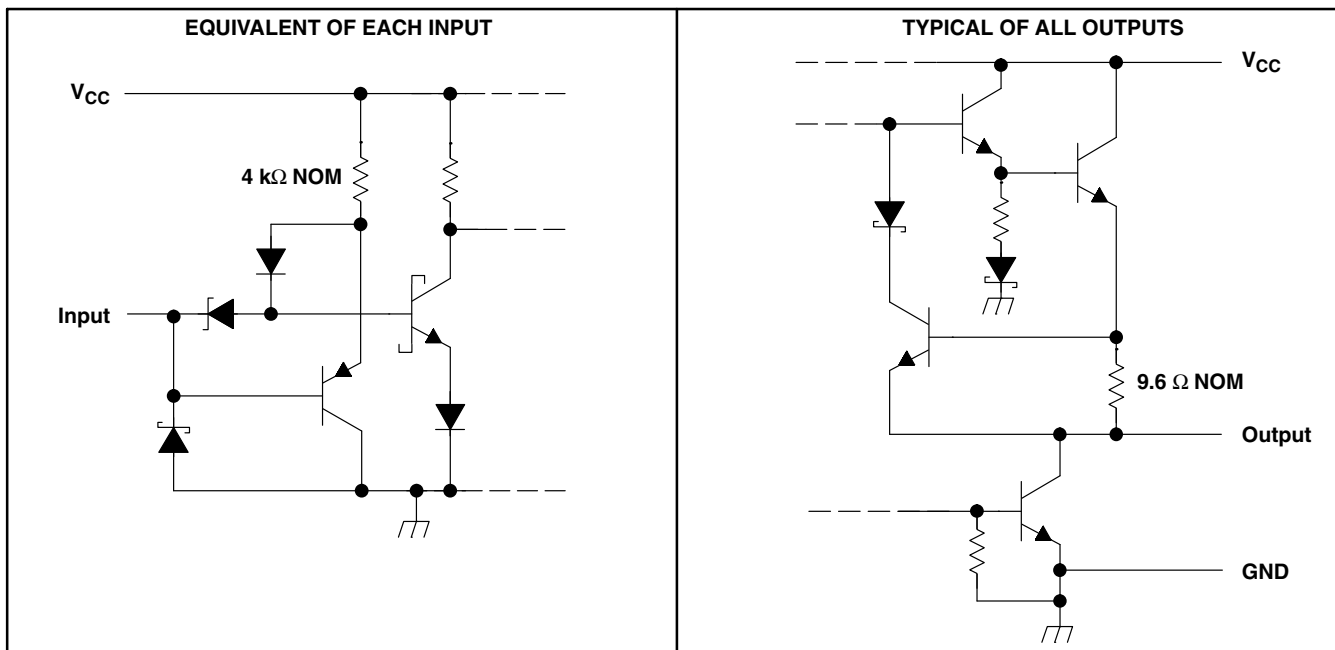 EQUIVALENT OF EACH INPUT
VCC
4 kΩ NOM
Input
TYPICAL OF ALL OUTPUTS
VCC
9.6 Ω NOM
Output
GND